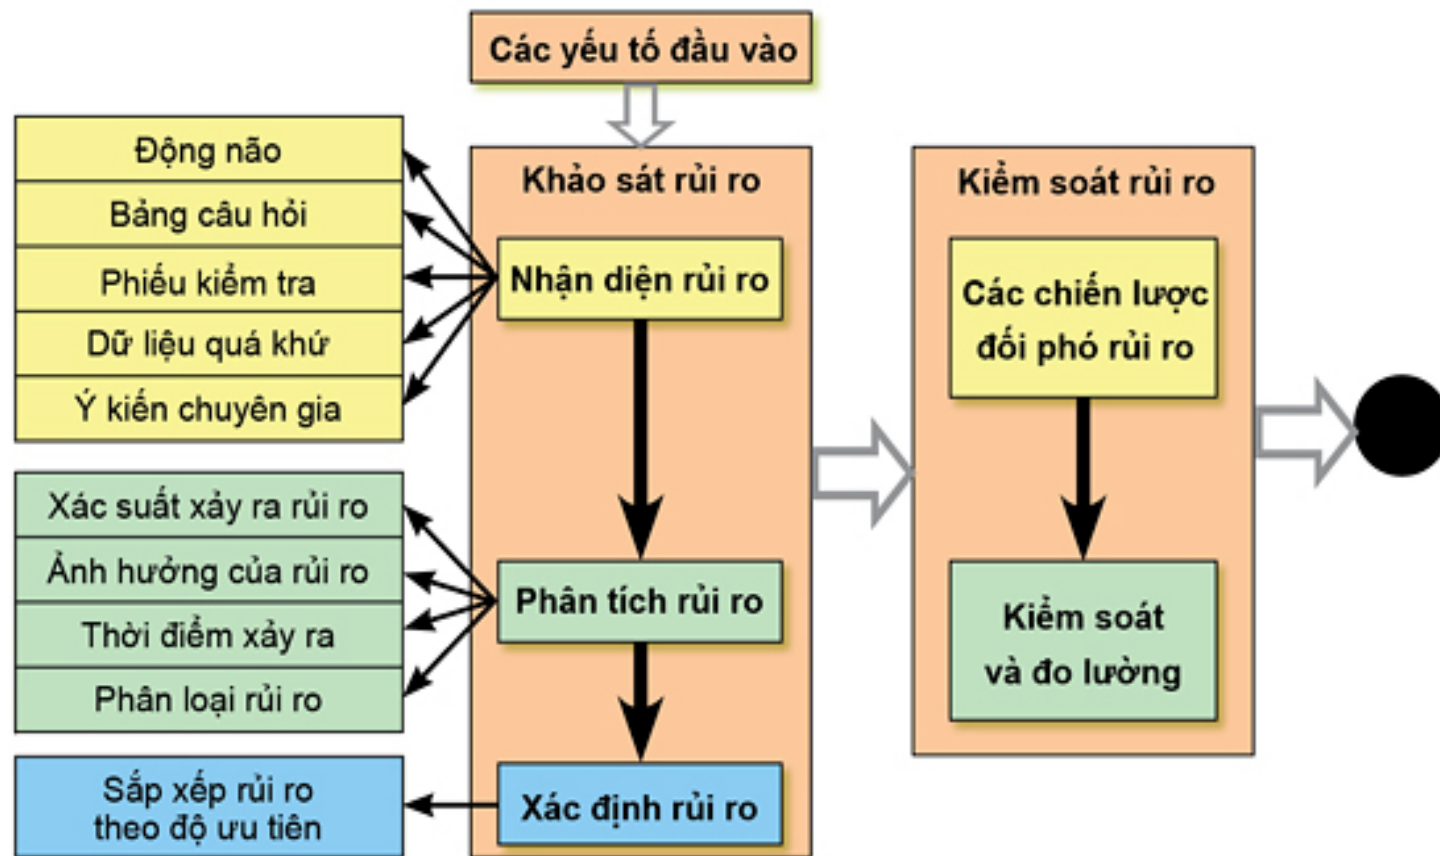 Các yếu tố đầu vào
Động não
Bảng câu hỏi
Phiếu kiểm tra
Dữ liệu quá khứ
Ý kiến chuyên gia
Xác suất xảy ra rủi ro
Ảnh hưởng của rủi ro
Thời điểm xảy ra
Phân loại rủi ro
Sắp xếp rủi ro
theo độ ưu tiên
Khảo sát rủi ro
Nhận diện rủi ro
Phân tích rủi ro
Xác định rủi ro
Kiểm soát rủi ro
Các chiến lược
đối phó rủi ro
Kiểm soát
và đo lường